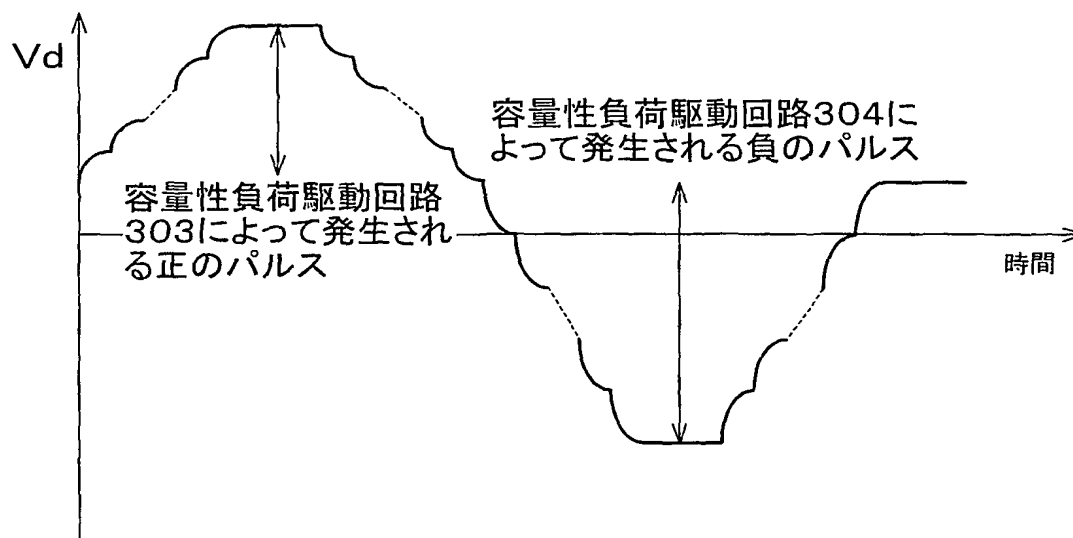 Vd
容量性負荷駆動回路304に
よって発生される負のパルス
容量性負荷駆動回路
303によって発生され
る正のパルス
時間